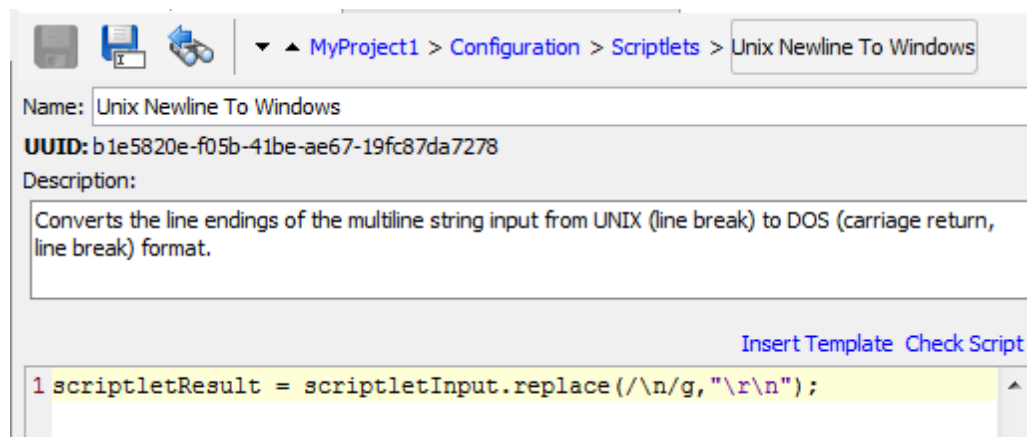 MyProject1 > Configuration > Scriptlets > Unix Newline To Windows
Name: Unix Newline To Windows
UUID: b1e5820e-f05b-41be-ae67-19fc87da7278
Description:
Converts the line endings of the multiline string input from UNIX (line break) to DOS (carriage return,
line break) format.
Insert Template Check Script
1 scriptletResult = scriptletInput.replace(/\n/g,"\r\n");